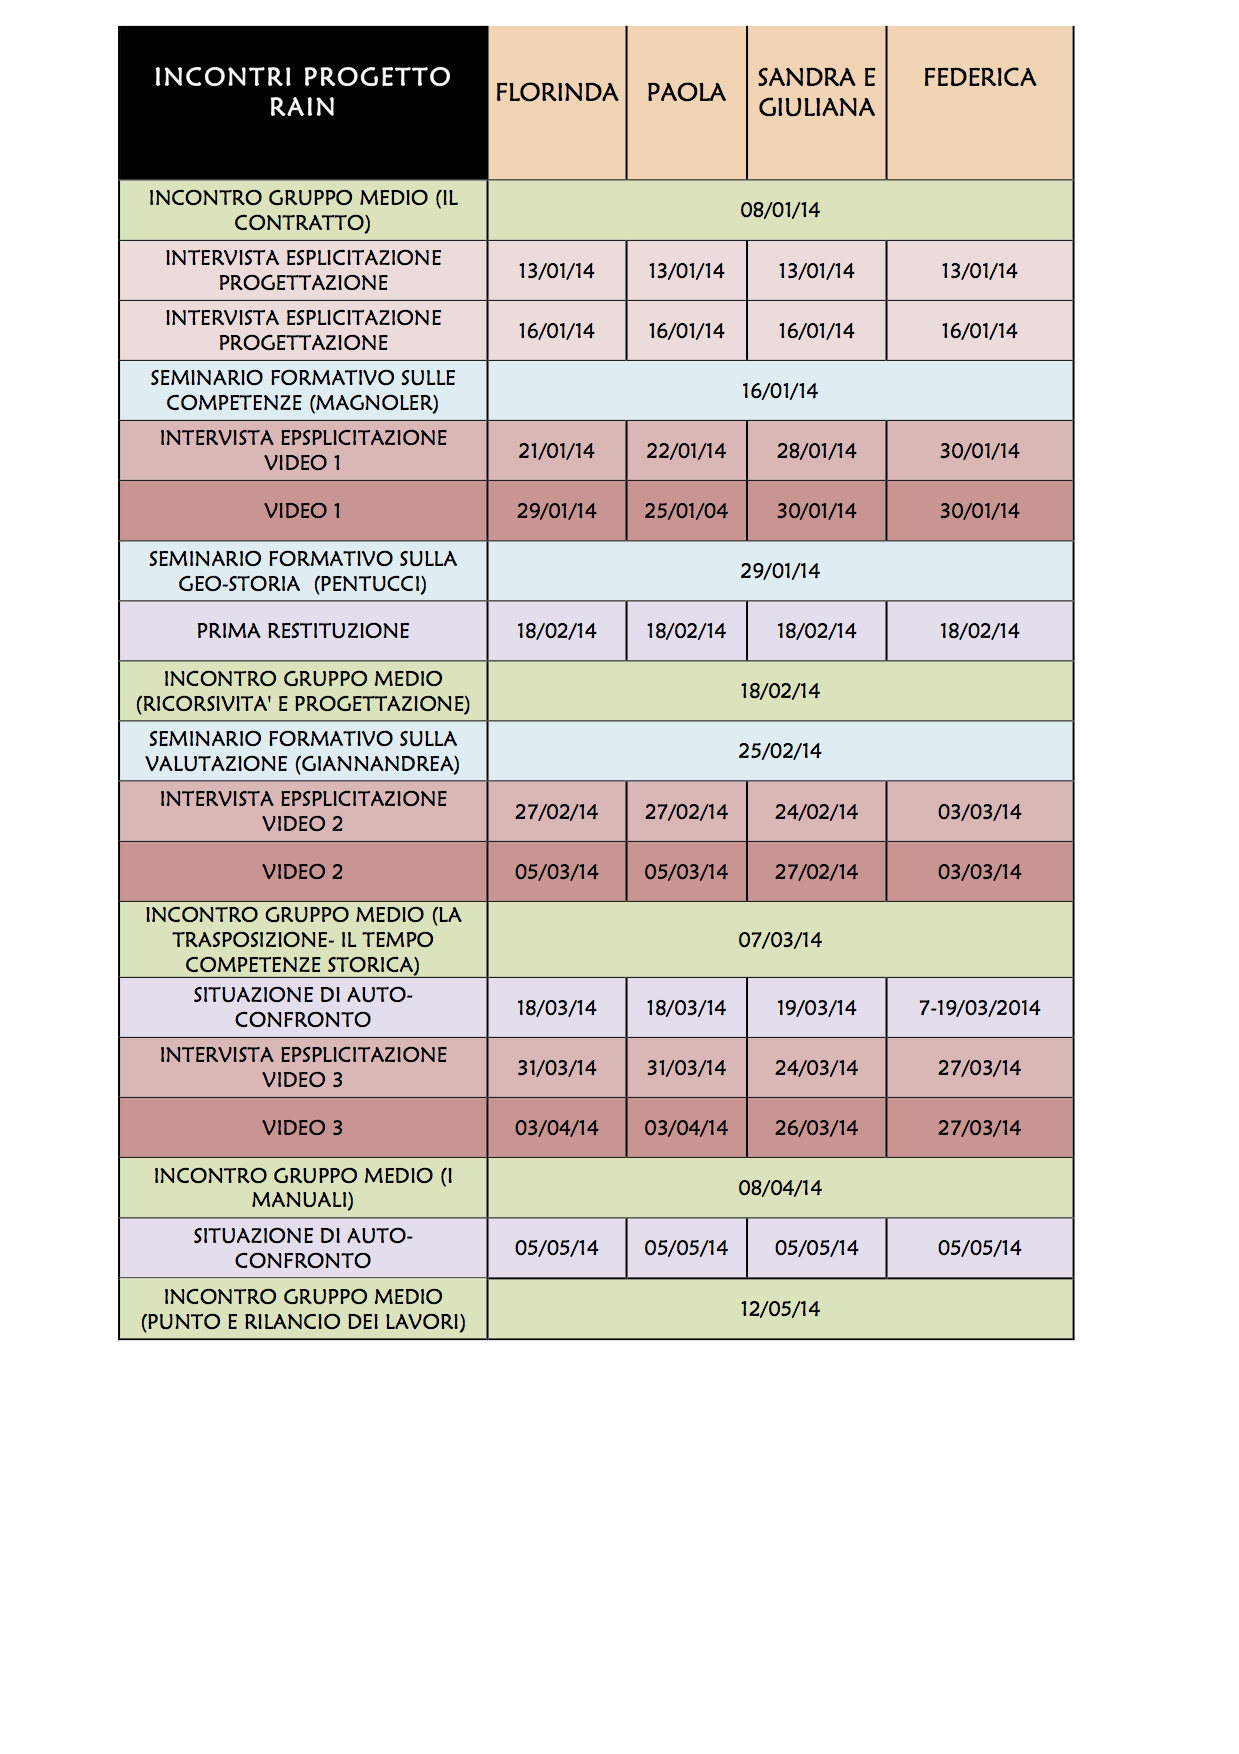 INCONTRI PROGETTO
RAIN
FLORINDA
PAOLA
SANDRA E
GIULIANA
FEDERICA
INCONTRO GRUPPO MEDIO (IL
CONTRATTO)
08/01/14
INTERVISTA ESPLICITAZIONE
PROGETTAZIONE
13/01/14 13/01/14 13/01/14 13/01/14
INTERVISTA ESPLICITAZIONE
PROGETTAZIONE
16/01/14 16/01/14 16/01/14 16/01/14
SEMINARIO FORMATIVO SULLE
COMPETENZE (MAGNOLER)
16/01/14
INTERVISTA EPSPLICITAZIONE
VIDEO 1
21/01/14 22/01/14 28/01/14 30/01/14
VIDEO 1 29/01/14 25/01/04 30/01/14 30/01/14
SEMINARIO FORMATIVO SULLA
GEO-STORIA (PENTUCCI)
29/01/14
PRIMA RESTITUZIONE 18/02/14 18/02/14 18/02/14 18/02/14
INCONTRO GRUPPO MEDIO
(RICORSIVITA' E PROGETTAZIONE)
18/02/14
SEMINARIO FORMATIVO SULLA
VALUTAZIONE (GIANNANDREA)
25/02/14
INTERVISTA EPSPLICITAZIONE
VIDEO 2
27/02/14 27/02/14 24/02/14 03/03/14
VIDEO 2 05/03/14 05/03/14 27/02/14 03/03/14
INCONTRO GRUPPO MEDIO (LA
TRASPOSIZIONE- IL TEMPO
COMPETENZE STORICA)
07/03/14
SITUAZIONE DI AUTO-
CONFRONTO
18/03/14 18/03/14 19/03/14 7-19/03/2014
INTERVISTA EPSPLICITAZIONE
VIDEO 3
31/03/14 31/03/14 24/03/14 27/03/14
VIDEO 3 03/04/14 03/04/14 26/03/14 27/03/14
INCONTRO GRUPPO MEDIO (I
MANUALI)
08/04/14
SITUAZIONE DI AUTO-
CONFRONTO
05/05/14 05/05/14 05/05/14 05/05/14
INCONTRO GRUPPO MEDIO
(PUNTO E RILANCIO DEI LAVORI)
12/05/14